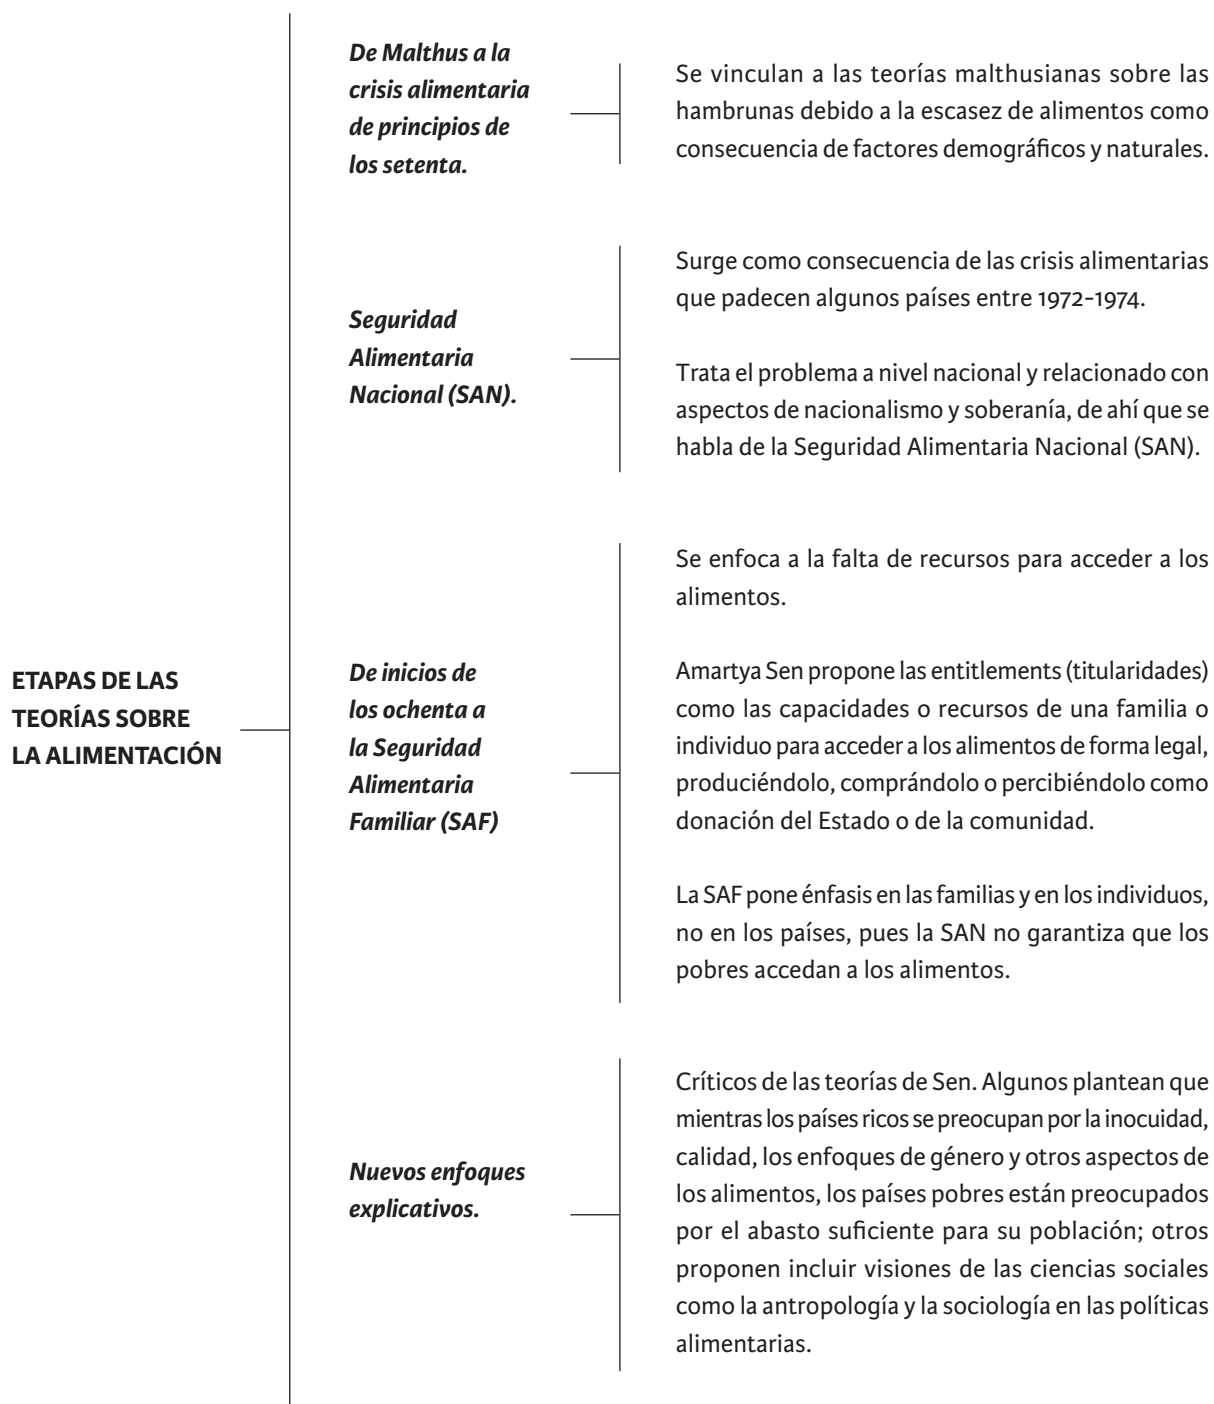 De Malthus a la
crisis alimentaria
de principios de
los setenta.
Se vinculan a las teorías malthusianas sobre las
hambrunas debido a la escasez de alimentos como
consecuencia de factores demográficos y naturales.
Seguridad
Alimentaria
Nacional (SAN).
Surge como consecuencia de las crisis alimentarias
que padecen algunos países entre 1972-1974.
Trata el problema a nivel nacional y relacionado con
aspectos de nacionalismo y soberanía, de ahí que se
habla de la Seguridad Alimentaria Nacional (SAN).
ETAPAS DE LAS
TEORÍAS SOBRE
LA ALIMENTACIÓN
De inicios de
los ochenta a
la Seguridad
Alimentaria
Familiar (SAF)
Se enfoca a la falta de recursos para acceder a los
alimentos.
Amartya Sen propone las entitlements (titularidades)
como las capacidades o recursos de una familia o
individuo para acceder a los alimentos de forma legal,
produciéndolo, comprándolo o percibiéndolo como
donación del Estado o de la comunidad.
La SAF pone énfasis en las familias y en los individuos,
no en los países, pues la SAN no garantiza que los
pobres accedan a los alimentos.
Nuevos enfoques
explicativos.
Críticos de las teorías de Sen. Algunos plantean que
mientras los países ricos se preocupan por la inocuidad,
calidad, los enfoques de género y otros aspectos de
los alimentos, los países pobres están preocupados
por el abasto suficiente para su población; otros
proponen incluir visiones de las ciencias sociales
como la antropología y la sociología en las políticas
alimentarias.